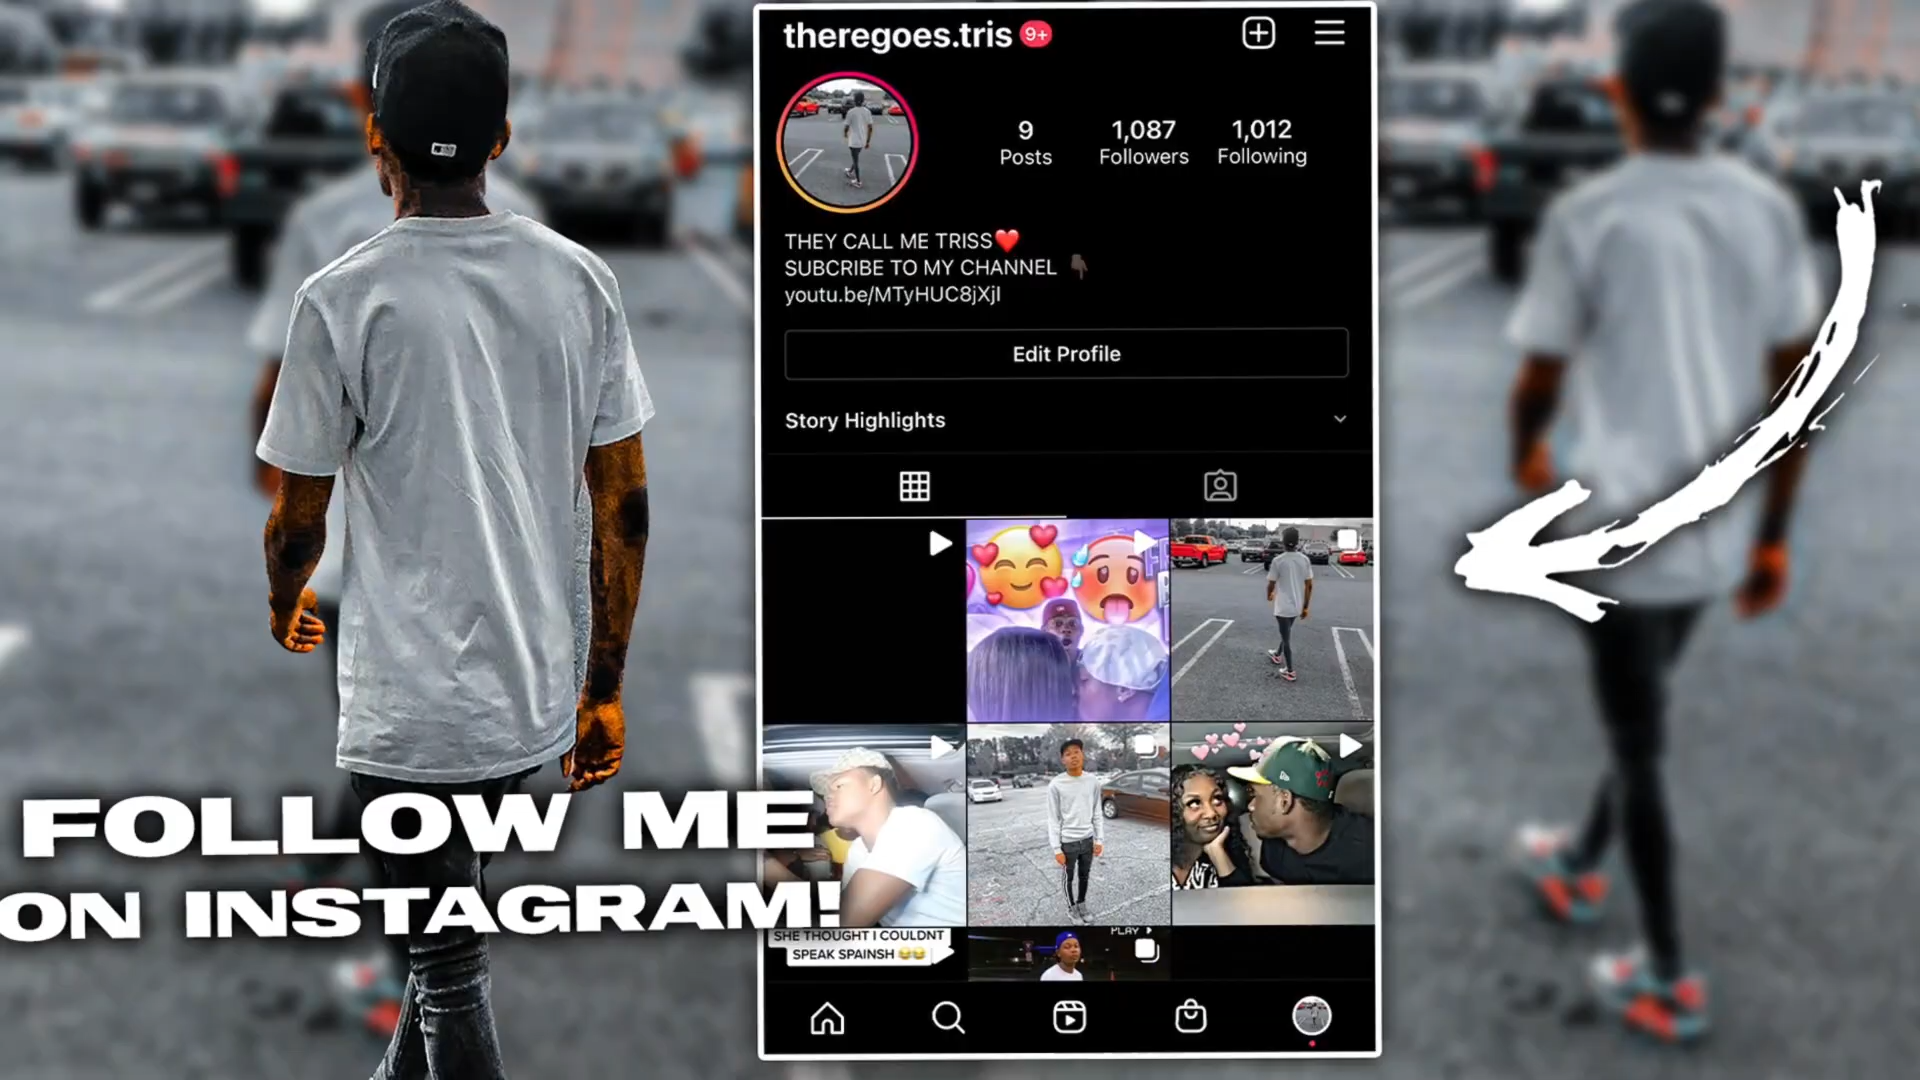 theregoes.tris 9+
9
Posts
1,087
Followers
1,012
Following
THEY CALL ME TRISS❤️
SUBCRIBE TO MY CHANNEL 👇🏿
youtu.be/MTyHUC8jXjI
Edit Profile
Story Highlights
FOLLOW ME
ON INSTAGRAM!
SHE THOUGHT I COULDNT
SPEAK SPAINSH 😂😂
PLAY